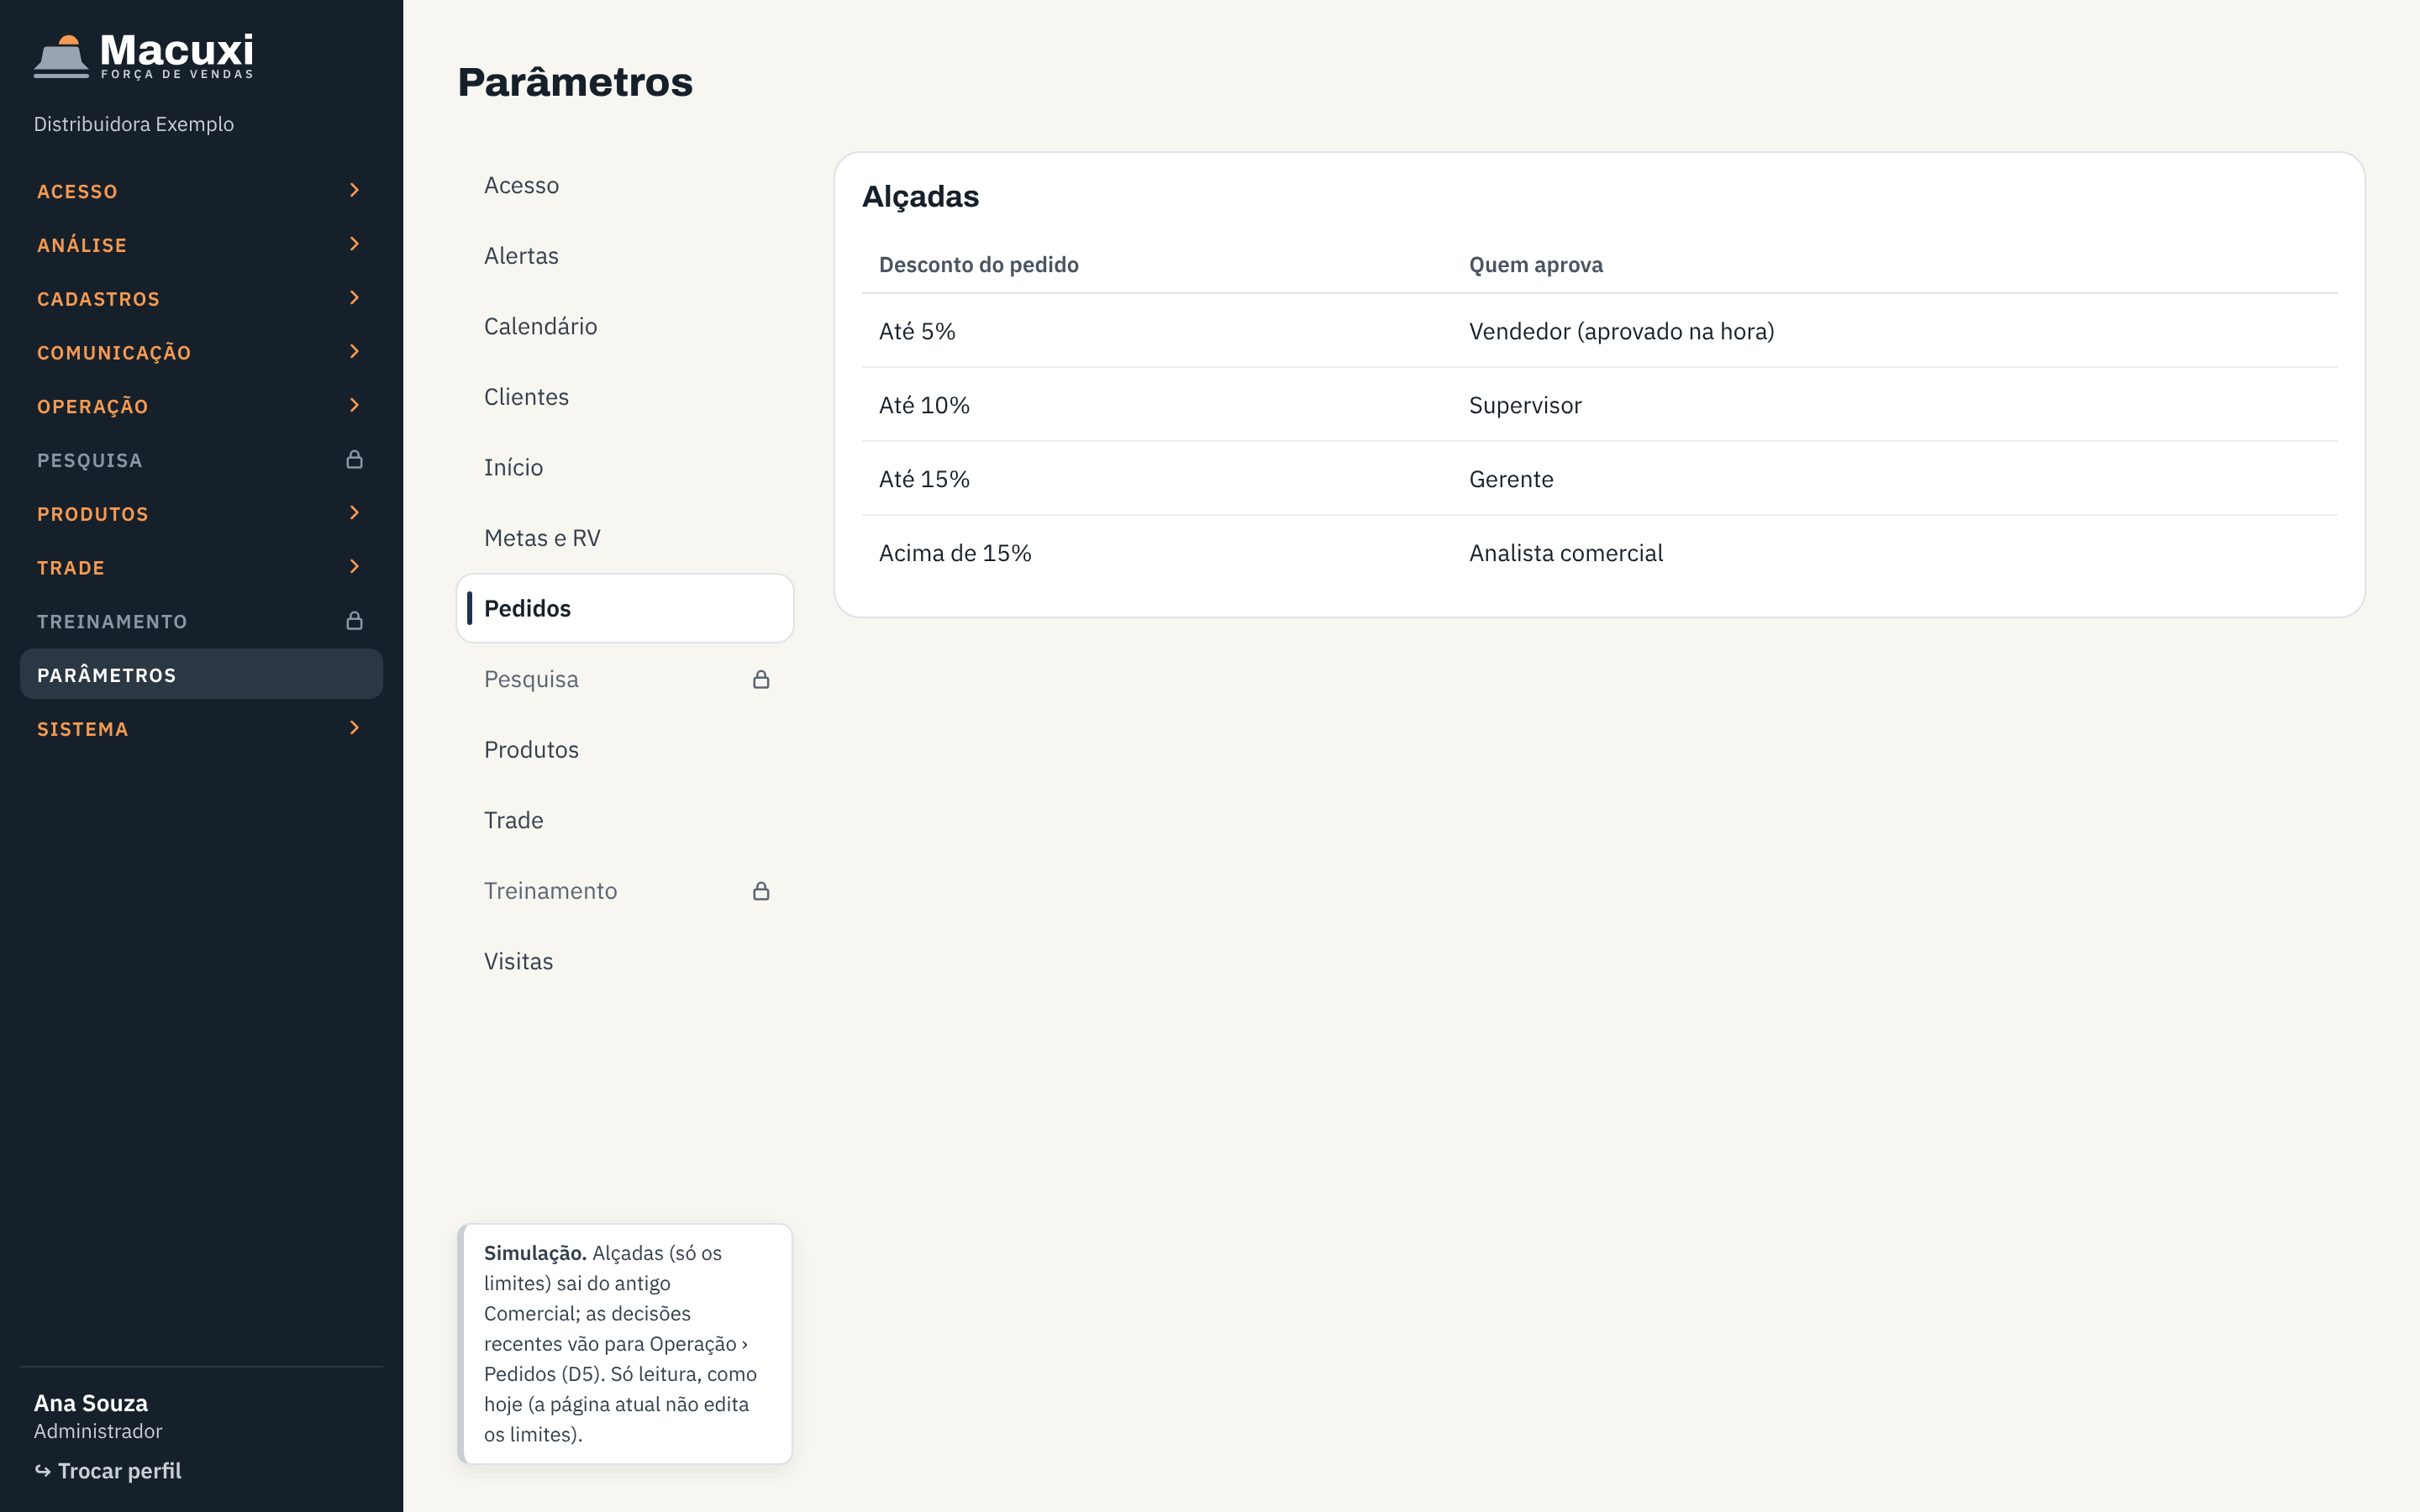 Macuxi
FORÇA DE VENDAS
Distribuidora Exemplo
ACESSO
ANÁLISE
CADASTROS
COMUNICAÇÃO
OPERAÇÃO
PESQUISA
PRODUTOS
TRADE
TREINAMENTO
PARÂMETROS
SISTEMA
Ana Souza
Administrador
↪ Trocar perfil
Parâmetros
Acesso
Alertas
Calendário
Clientes
Início
Metas e RV
Pedidos
Pesquisa
Produtos
Trade
Treinamento
Visitas
Simulação. Alçadas (só os
limites) sai do antigo
Comercial; as decisões
recentes vão para Operação ›
Pedidos (D5). Só leitura, como
hoje (a página atual não edita
os limites).
Alçadas
Desconto do pedido Quem aprova
Até 5% Vendedor (aprovado na hora)
Até 10% Supervisor
Até 15% Gerente
Acima de 15% Analista comercial